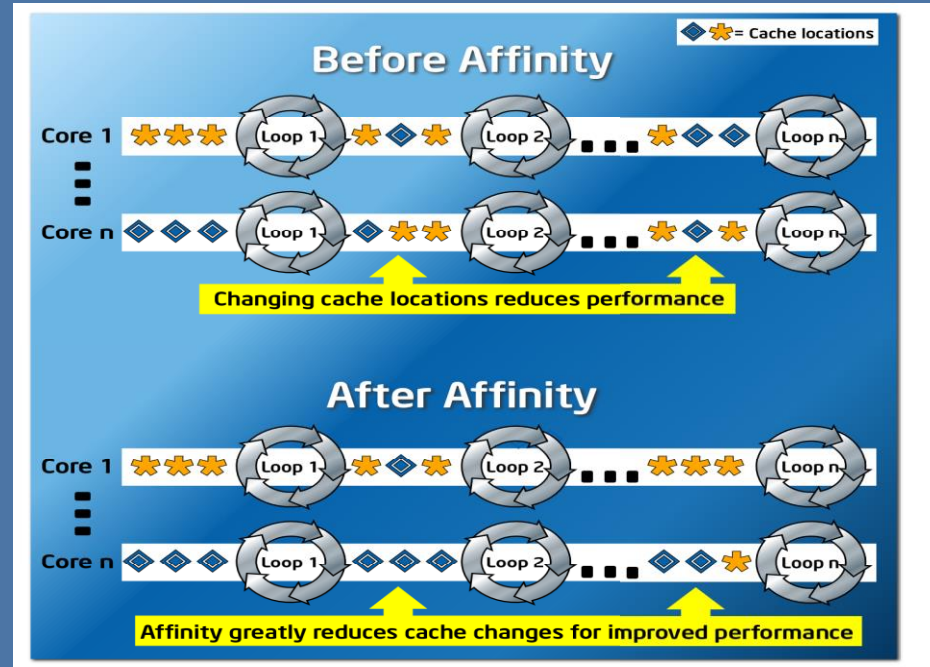 = Cache locations
Before Affinity
Core 1 Loop 1 Loop 2 Loop n
Core n Loop 1 Loop 2 Loop n
Changing cache locations reduces performance
After Affinity
Core 1 Loop 1 Loop 2 Loop n
Core n Loop 1 Loop 2 Loop n
Affinity greatly reduces cache changes for improved performance